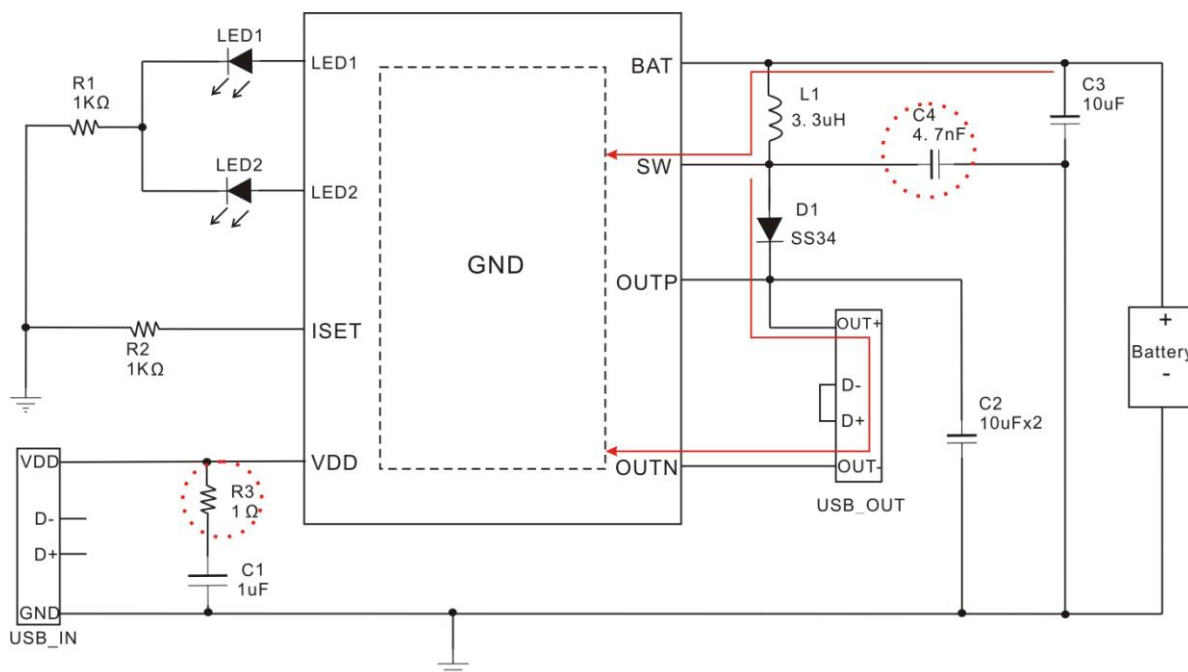 LED1
LED1
R1
1KΩ
LED2
LED2
BAT
L1
3. 3uH
C3
10uF
C4
4. 7nF
SW
D1
SS34
GND
OUTP
OUT+
ISET
R2
1KΩ
D-
D+
+
Battery
-
C2
10uFx2
VDD
VDD
OUTN
OUT-
USB_OUT
R3
1Ω
D-
D+
C1
1uF
GND
USB_IN